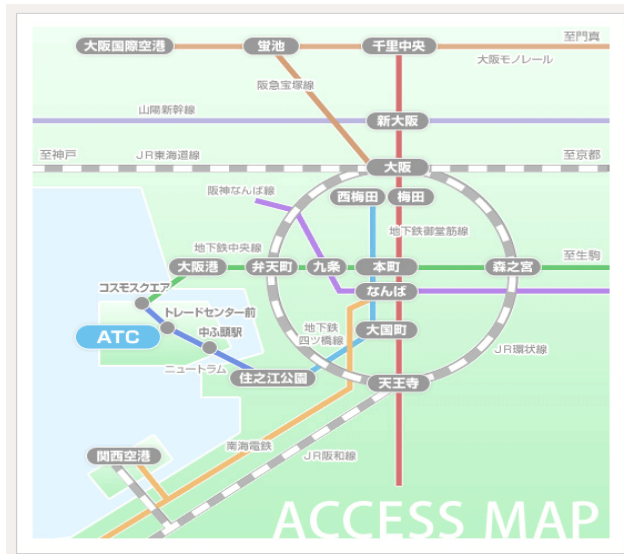 至門真
大阪国際空港
蛍池
千里中央
大阪モノレール
阪急宝塚線
山陽新幹線
新大阪
至神戸
JR東海道線
大阪
至京都
阪神なんば線
西梅田
梅田
地下鉄御堂筋線
地下鉄中央線
至生駒
大阪港
弁天町
九条
本町
森之宮
コスモスクエア
なんば
トレードセンター前
ATC
中ふ頭駅
地下鉄
四ツ橋線
大国町
JR環状線
ニュートラム
住之江公園
天王寺
南海電鉄
JR阪和線
関西空港
ACCESS MAP